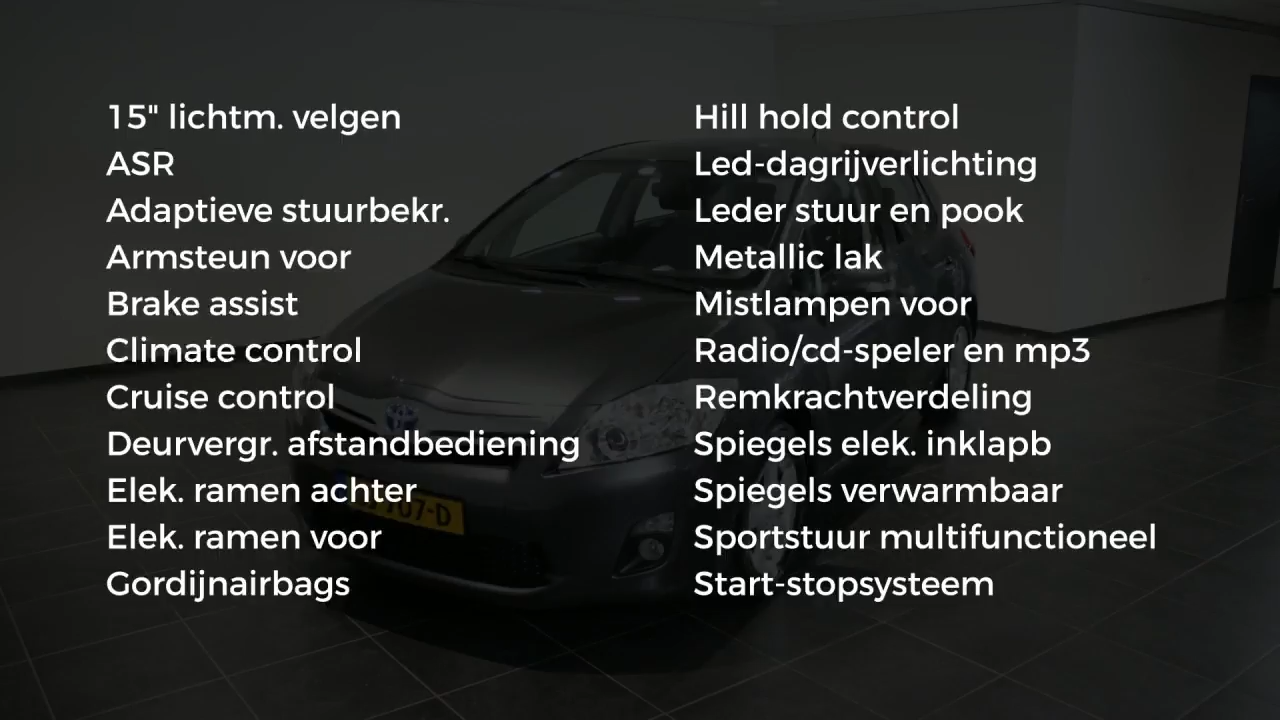 15" lichtm. velgen
ASR
Adaptieve stuurbekr.
Armsteun voor
Brake assist
Climate control
Cruise control
Deurvergr. afstandbediening
Elek. ramen achter
Elek. ramen voor
Gordijnairbags
Hill hold control
Led-dagrijverlichting
Leder stuur en pook
Metallic lak
Mistlampen voor
Radio/cd-speler en mp3
Remkrachtverdeling
Spiegels elek. inklapb
Spiegels verwarmbaar
Sportstuur multifunctioneel
Start-stopsysteem